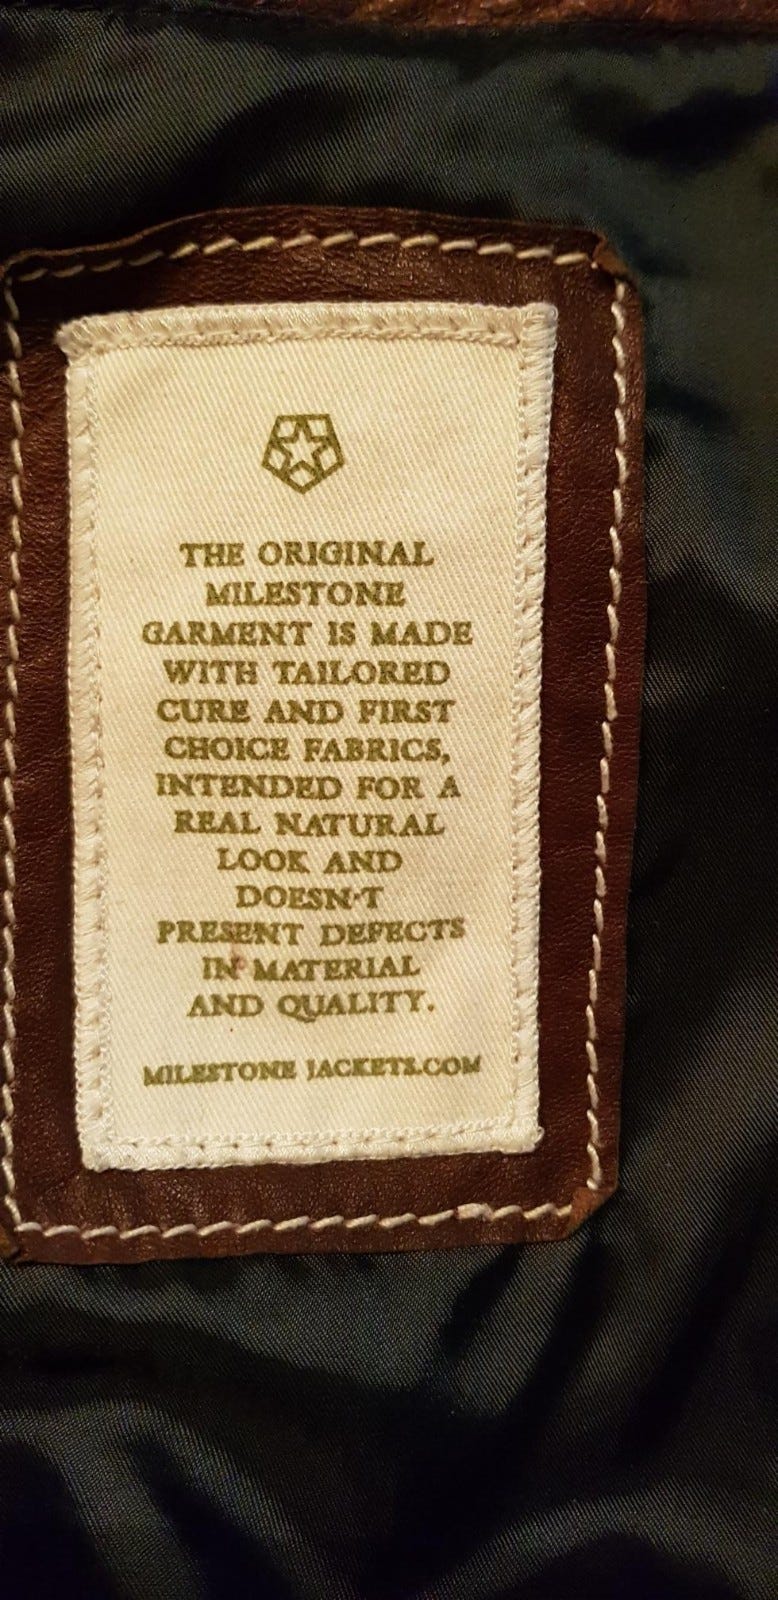 THE ORIGINAL
MILESTONE
GARMENT IS MADE
WITH TAILORED
CURE AND FIRST
CHOICE FABRICS,
INTENDED FOR A
REAL NATURAL
LOOK AND
DOESN·T
PRESENT DEFECTS
IN MATERIAL
AND QUALITY.
MILESTONE JACKETS.COM